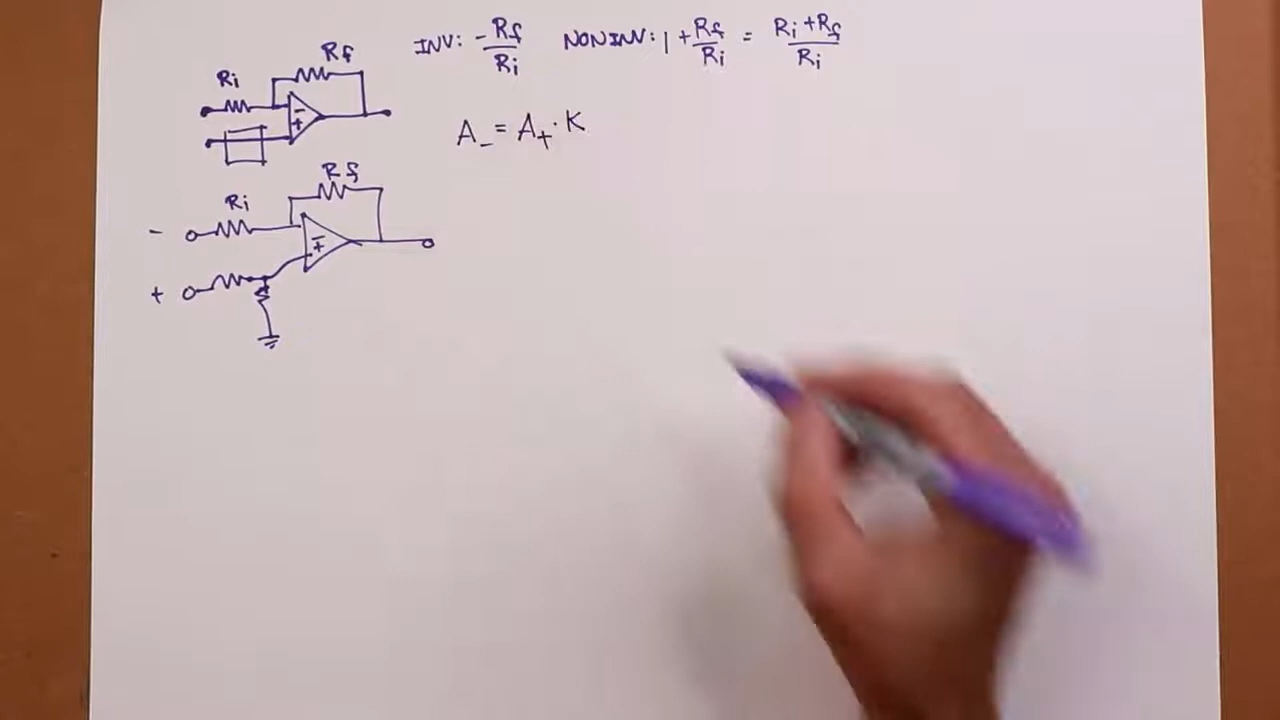 INV: -Rf/Ri NONINV: 1 + Rf/Ri = Ri+Rf/Ri
Rf
Ri
-
+
A_ = A+ · K
Rf
Ri
-
-
+
+